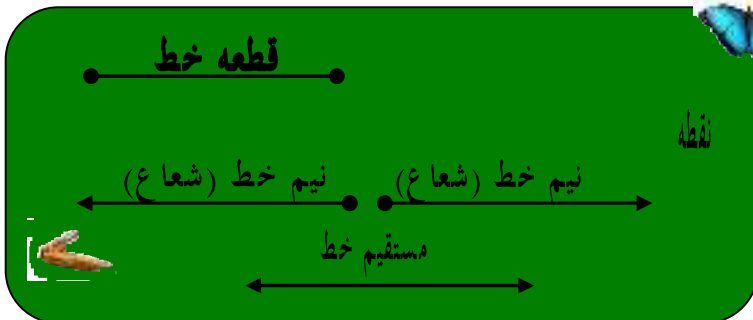 قطعه خط
نقطه
نیم خط (شعاع)
نیم خط (شعاع)
مستقیم خط